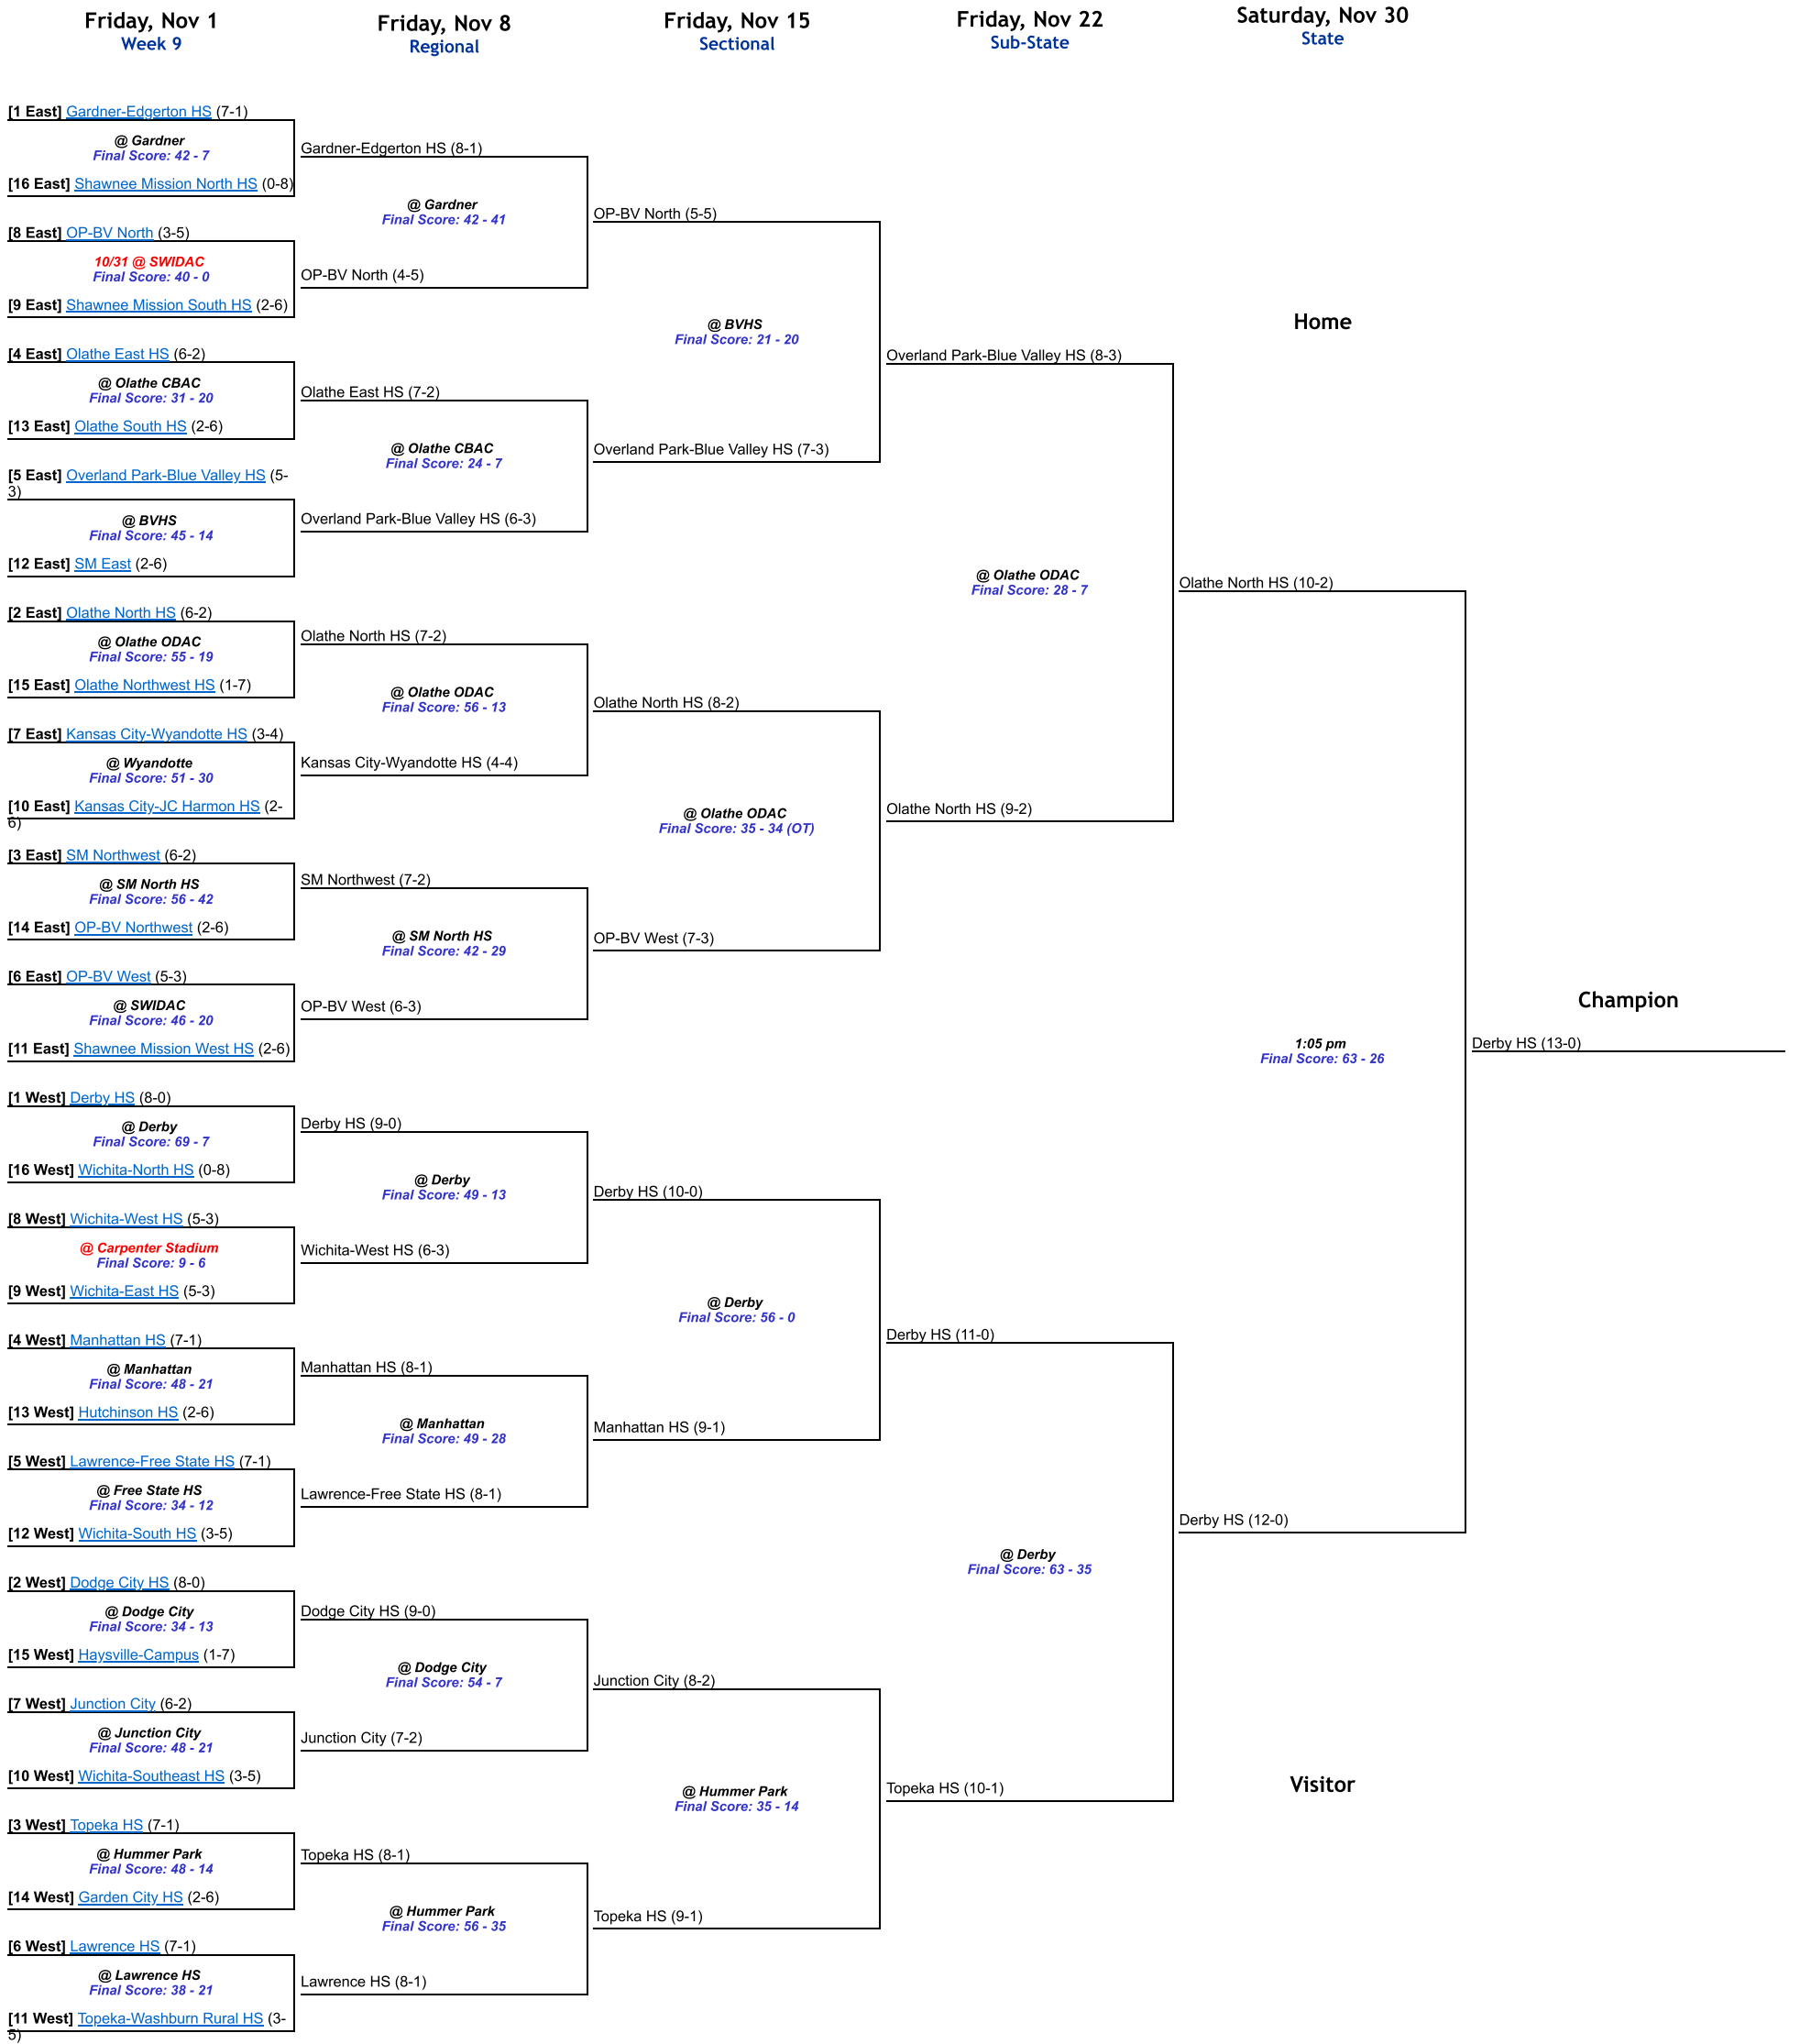 Friday, Nov 1
Week 9
Friday, Nov 8
Regional
Friday, Nov 15
Sectional
Friday, Nov 22
Sub-State
Saturday, Nov 30
State
[1 East] Gardner-Edgerton HS (7-1)
@ Gardner
Final Score: 42 - 7
[16 East] Shawnee Mission North HS (0-8)
[8 East] OP-BV North (3-5)
10/31 @ SWIDAC
Final Score: 40 - 0
[9 East] Shawnee Mission South HS (2-6)
[4 East] Olathe East HS (6-2)
@ Olathe CBAC
Final Score: 31 - 20
[13 East] Olathe South HS (2-6)
[5 East] Overland Park-Blue Valley HS (5-
3)
@ BVHS
Final Score: 45 - 14
[12 East] SM East (2-6)
[2 East] Olathe North HS (6-2)
@ Olathe ODAC
Final Score: 55 - 19
[15 East] Olathe Northwest HS (1-7)
[7 East] Kansas City-Wyandotte HS (3-4)
@ Wyandotte
Final Score: 51 - 30
[10 East] Kansas City-JC Harmon HS (2-
6)
[3 East] SM Northwest (6-2)
@ SM North HS
Final Score: 56 - 42
[14 East] OP-BV Northwest (2-6)
[6 East] OP-BV West (5-3)
@ SWIDAC
Final Score: 46 - 20
[11 East] Shawnee Mission West HS (2-6)
[1 West] Derby HS (8-0)
@ Derby
Final Score: 69 - 7
[16 West] Wichita-North HS (0-8)
[8 West] Wichita-West HS (5-3)
@ Carpenter Stadium
Final Score: 9 - 6
[9 West] Wichita-East HS (5-3)
[4 West] Manhattan HS (7-1)
@ Manhattan
Final Score: 48 - 21
[13 West] Hutchinson HS (2-6)
[5 West] Lawrence-Free State HS (7-1)
@ Free State HS
Final Score: 34 - 12
[12 West] Wichita-South HS (3-5)
[2 West] Dodge City HS (8-0)
@ Dodge City
Final Score: 34 - 13
[15 West] Haysville-Campus (1-7)
[7 West] Junction City (6-2)
@ Junction City
Final Score: 48 - 21
[10 West] Wichita-Southeast HS (3-5)
[3 West] Topeka HS (7-1)
@ Hummer Park
Final Score: 48 - 14
[14 West] Garden City HS (2-6)
[6 West] Lawrence HS (7-1)
@ Lawrence HS
Final Score: 38 - 21
[11 West] Topeka-Washburn Rural HS (3-
5)
Gardner-Edgerton HS (8-1)
@ Gardner
Final Score: 42 - 41
OP-BV North (4-5)
Olathe East HS (7-2)
@ Olathe CBAC
Final Score: 24 - 7
Overland Park-Blue Valley HS (6-3)
Olathe North HS (7-2)
@ Olathe ODAC
Final Score: 56 - 13
Kansas City-Wyandotte HS (4-4)
SM Northwest (7-2)
@ SM North HS
Final Score: 42 - 29
OP-BV West (6-3)
Derby HS (9-0)
@ Derby
Final Score: 49 - 13
Wichita-West HS (6-3)
Manhattan HS (8-1)
@ Manhattan
Final Score: 49 - 28
Lawrence-Free State HS (8-1)
Dodge City HS (9-0)
@ Dodge City
Final Score: 54 - 7
Junction City (7-2)
Topeka HS (8-1)
@ Hummer Park
Final Score: 56 - 35
Lawrence HS (8-1)
OP-BV North (5-5)
@ BVHS
Final Score: 21 - 20
Overland Park-Blue Valley HS (7-3)
Olathe North HS (8-2)
@ Olathe ODAC
Final Score: 35 - 34 (OT)
OP-BV West (7-3)
Derby HS (10-0)
@ Derby
Final Score: 56 - 0
Manhattan HS (9-1)
Junction City (8-2)
@ Hummer Park
Final Score: 35 - 14
Topeka HS (9-1)
Overland Park-Blue Valley HS (8-3)
@ Olathe ODAC
Final Score: 28 - 7
Olathe North HS (9-2)
Derby HS (11-0)
@ Derby
Final Score: 63 - 35
Topeka HS (10-1)
Home
Olathe North HS (10-2)
1:05 pm
Final Score: 63 - 26
Derby HS (12-0)
Visitor
Champion
Derby HS (13-0)